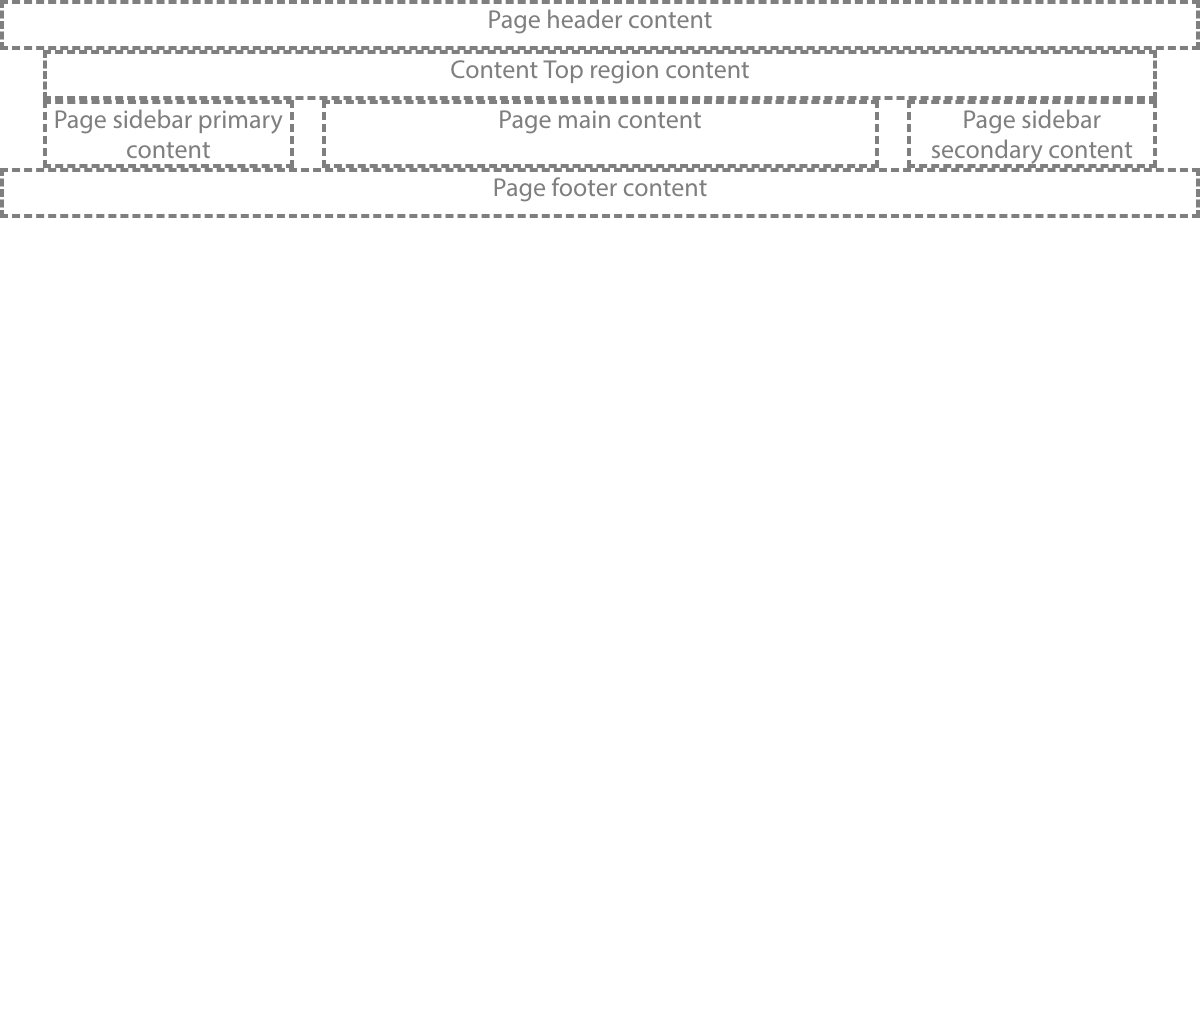 Page header content
Content Top region content
Page sidebar primary
content
Page main content
Page sidebar
secondary content
Page footer content